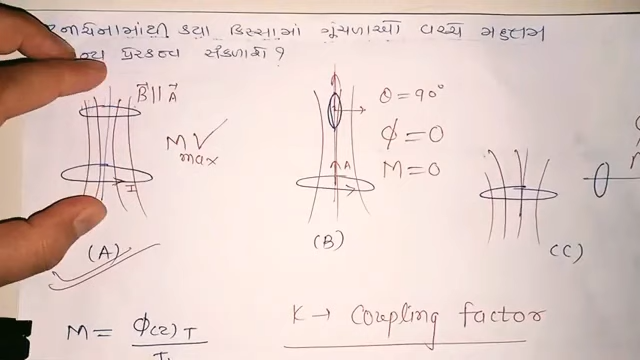 કયા કિસ્સામાં ગૂંચળાઓ વચ્ચે મહત્તમ
પ્રેરકત્વ સંકળાશે ?
B⃗ || A⃗
M max ✓
I
(A)
θ = 90°
ϕ = 0
M = 0
A
(B)
(C)
M = ϕ(2) T
K → Coupling factor